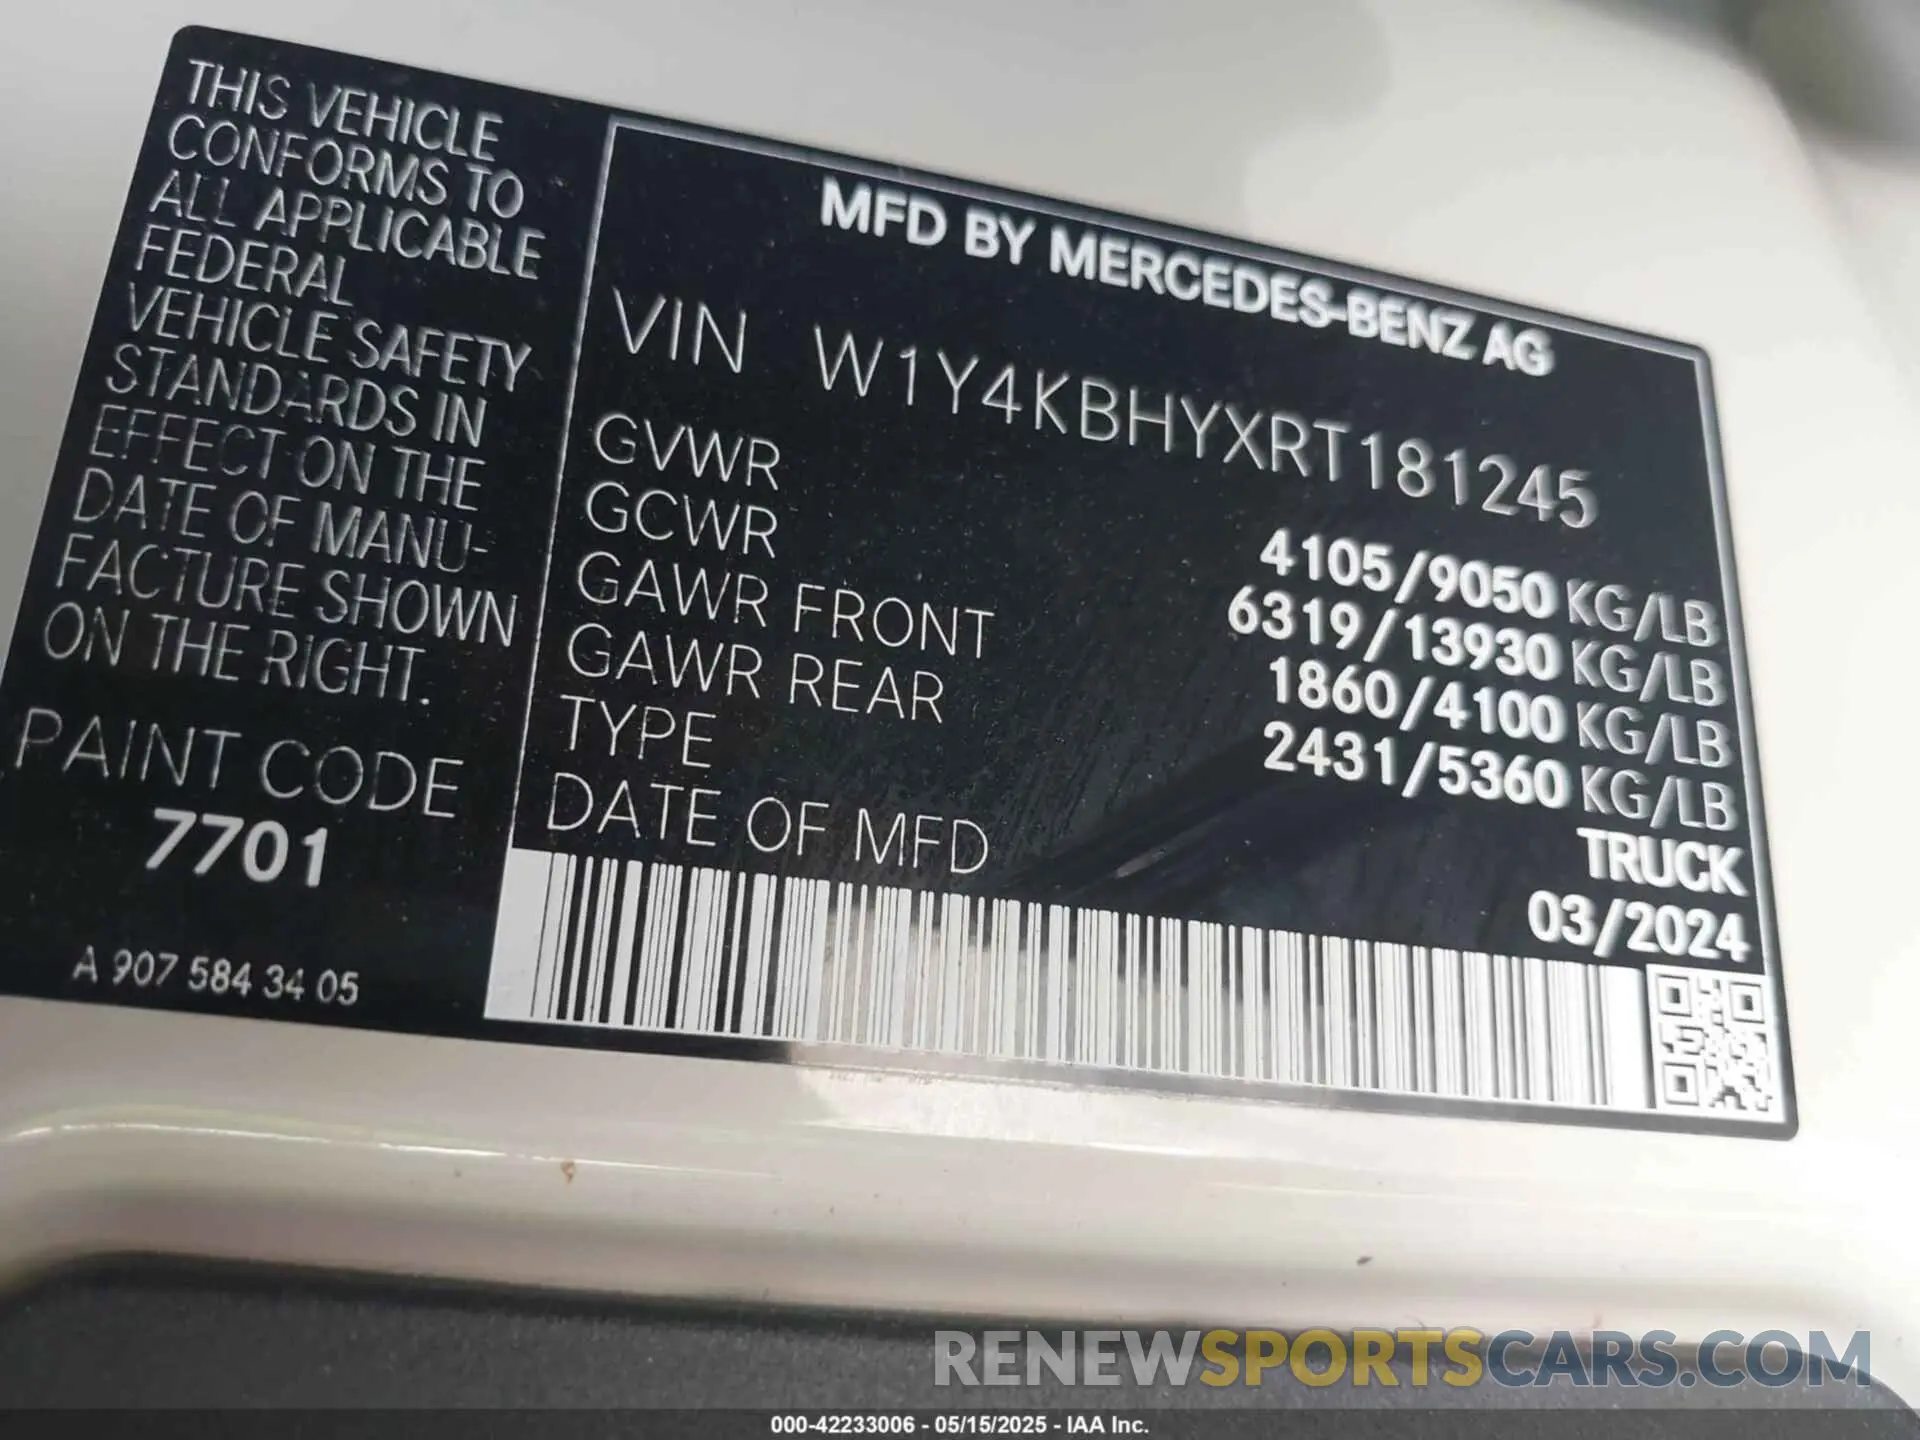 THIS VEHICLE
CONFORMS TO
ALL APPLICABLE
FEDERAL
VEHICLE SAFETY
STANDARDS IN
EFFECT ON THE
DATE OF MANU-
FACTURE SHOWN
ON THE RIGHT.
PAINT CODE
7701
A 907 584 34 05
MFD BY MERCEDES-BENZ AG
VIN W1Y4KBHYXRT181245
GVWR 4105/9050 KG/LB
GCWR 6319/13930 KG/LB
GAWR FRONT 1860/4100 KG/LB
GAWR REAR 2431/5360 KG/LB
TYPE TRUCK
DATE OF MFD 03/2024
RENEWSPORTSCARS.COM
000-42233006 - 05/15/2025 - IAA Inc.